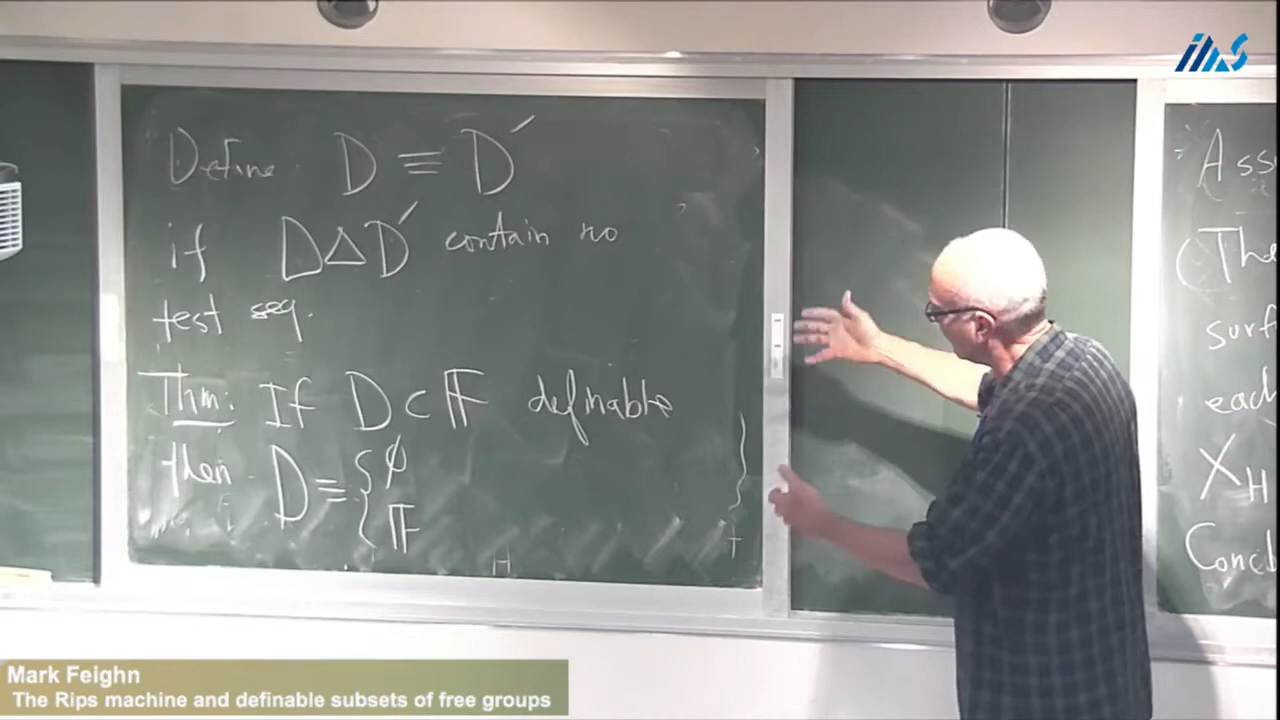 Define D ≡ D′
if D△D′ contain no
test seq.
Thm: If D ⊂ 𝔽 definable
then D ≡ { ∅
𝔽
H
Ass
(The
surf
each
X_H
Concl
IMS
Mark Feighn
The Rips machine and definable subsets of free groups